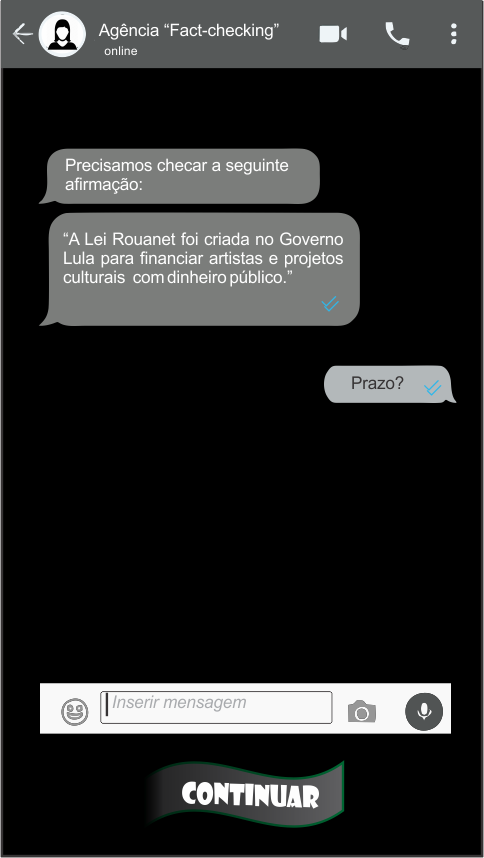 Agência “Fact-checking”
online
Precisamos checar a seguinte
afirmação:
“A Lei Rouanet foi criada no Governo
Lula para financiar artistas e projetos
culturais com dinheiro público.”
Prazo?
Inserir mensagem
CONTINUAR